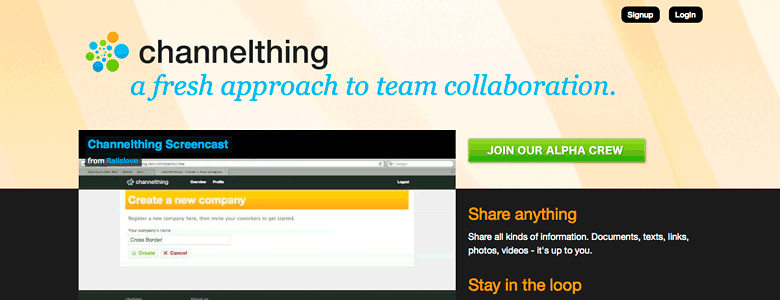 Signup
Login
channelthing
a fresh approach to team collaboration.
Channelthing Screencast
from Railslove
JOIN OUR ALPHA CREW
channelthing
Overview
Profile
Logout
Create a new company
Register a new company here, then invite your coworkers to get started.
Your company's name
Cross Border
Create
Cancel
Share anything
Share all kinds of information. Documents, texts, links,
photos, videos - it's up to you.
Stay in the loop